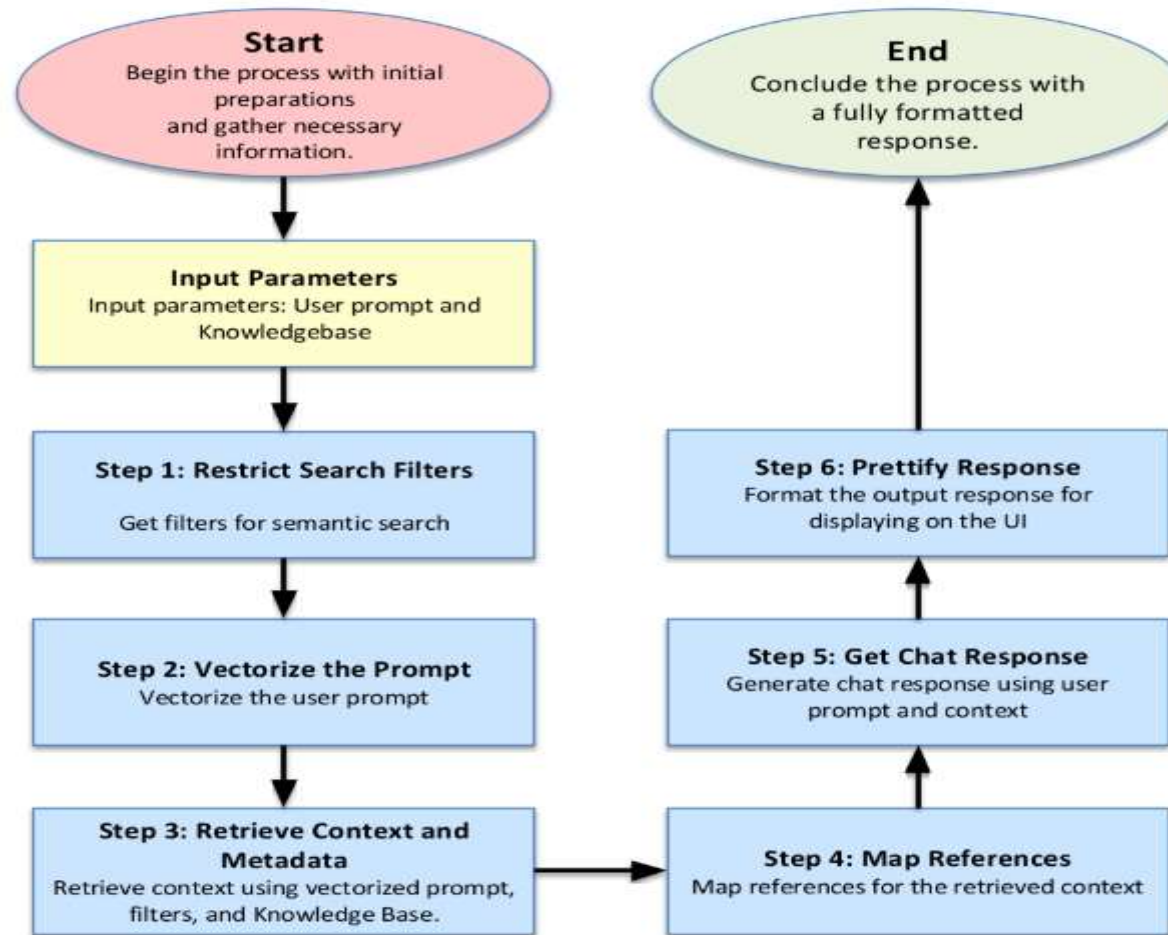 Start
Begin the process with initial
preparations
and gather necessary
information.
Input Parameters
Input parameters: User prompt and
Knowledgebase
Step 1: Restrict Search Filters
Get filters for semantic search
Step 2: Vectorize the Prompt
Vectorize the user prompt
Step 3: Retrieve Context and
Metadata
Retrieve context using vectorized prompt,
filters, and Knowledge Base.
Step 4: Map References
Map references for the retrieved context
Step 5: Get Chat Response
Generate chat response using user
prompt and context
Step 6: Prettify Response
Format the output response for
displaying on the UI
End
Conclude the process with
a fully formatted
response.